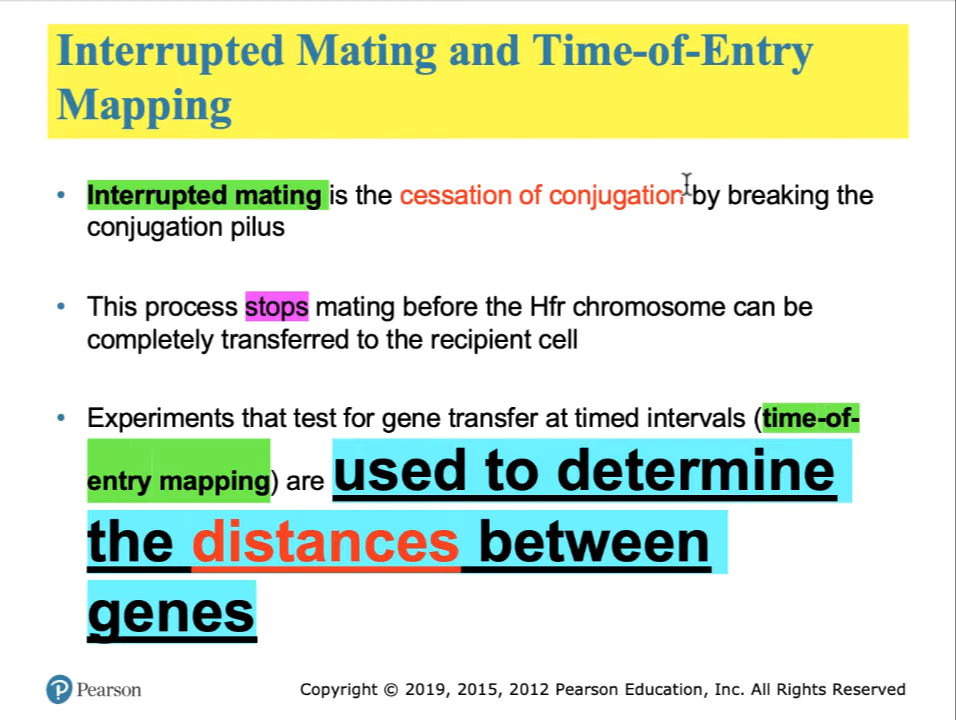 Interrupted Mating and Time-of-Entry
Mapping
• Interrupted mating is the cessation of conjugation by breaking the
conjugation pilus
• This process stops mating before the Hfr chromosome can be
completely transferred to the recipient cell
• Experiments that test for gene transfer at timed intervals (time-of-
entry mapping) are used to determine
the distances between
genes
Pearson
Copyright © 2019, 2015, 2012 Pearson Education, Inc. All Rights Reserved